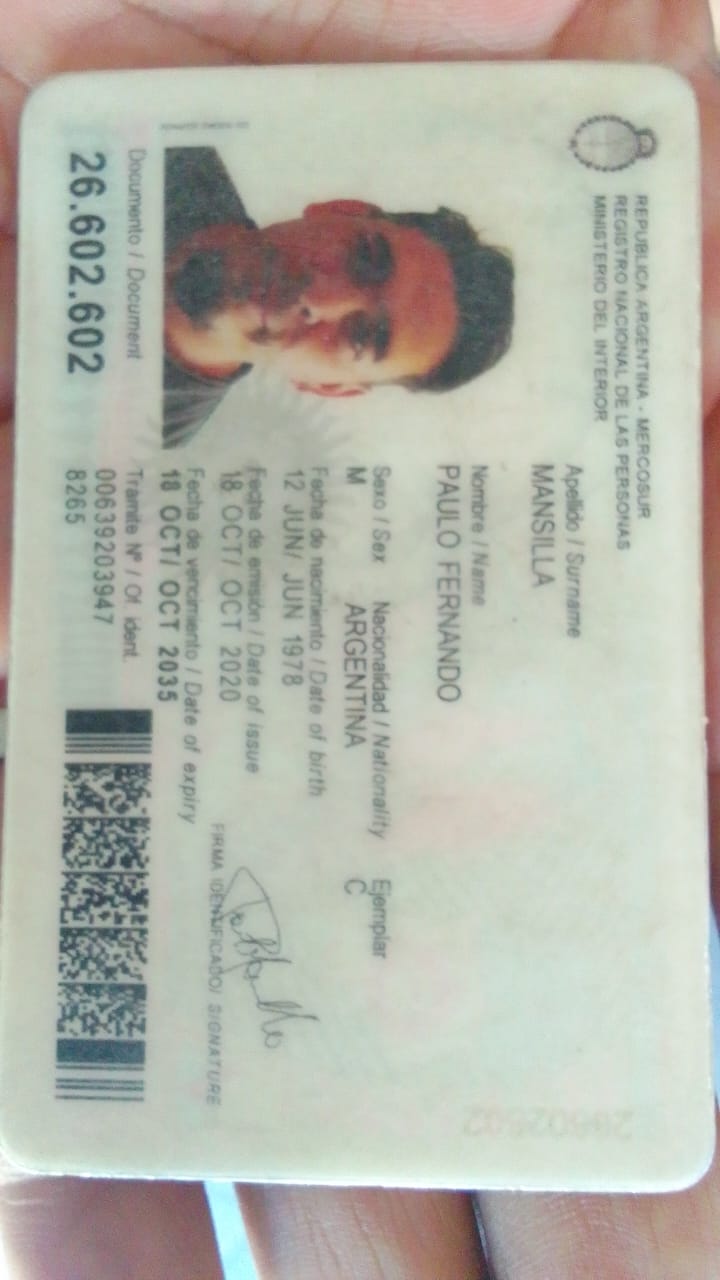 REPUBLICA ARGENTINA - MERCOSUR
REGISTRO NACIONAL DE LAS PERSONAS
MINISTERIO DEL INTERIOR
Apellido / Surname
MANSILLA
Nombre / Name
PAULO FERNANDO
Sexo / Sex Nacionalidad / Nationality Ejemplar
M ARGENTINA C
Fecha de nacimiento / Date of birth
12 JUN/ JUN 1978
Fecha de emisión / Date of issue
18 OCT/ OCT 2020
Fecha de vencimiento / Date of expiry
18 OCT/ OCT 2035
FIRMA IDENTIFICADO/ SIGNATURE
Documento / Document
26.602.602
Tramite Nº / Of. ident.
00639203947
8265